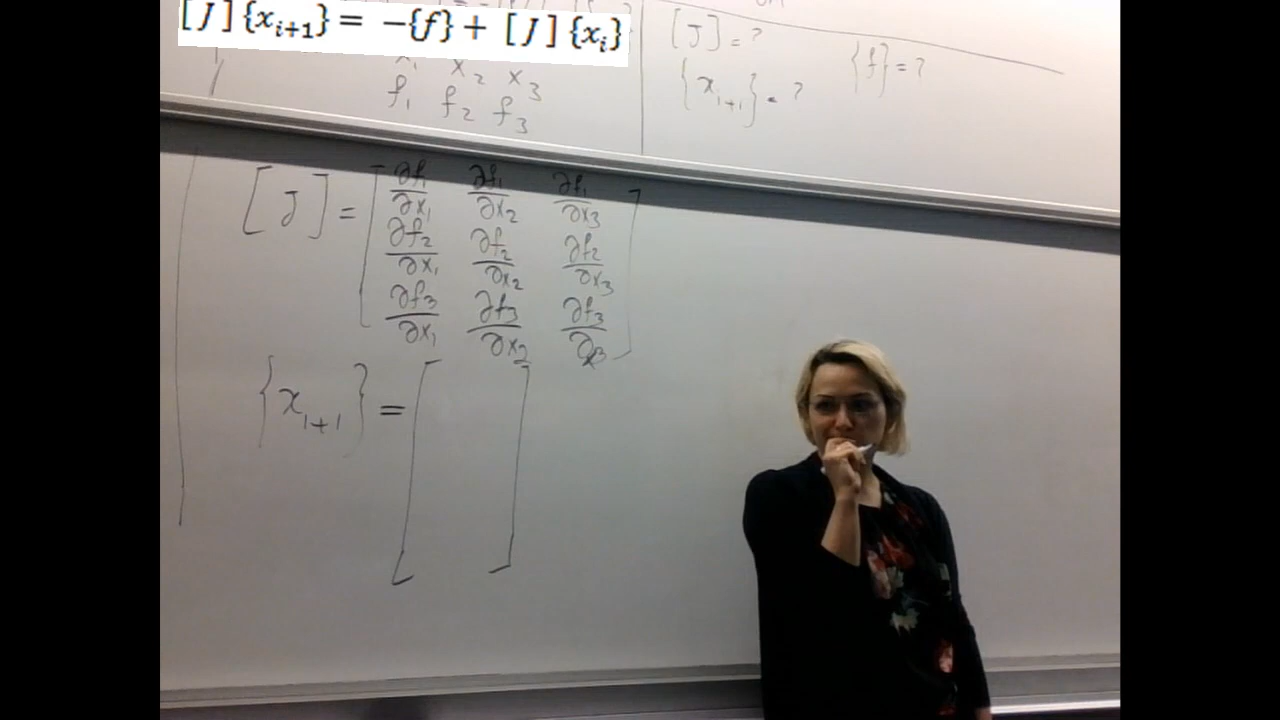 [J]{x_{i+1}} = -{f} + [J]{x_i}
[J] = ?
{f} = ?
x_1 x_2 x_3
{x_{i+1}} = ?
f_1 f_2 f_3
[J] = [∂f_1/∂x_1 ∂f_1/∂x_2 ∂f_1/∂x_3
∂f_2/∂x_1 ∂f_2/∂x_2 ∂f_2/∂x_3
∂f_3/∂x_1 ∂f_3/∂x_2 ∂f_3/∂x_3]
{x_{i+1}} = [ ]